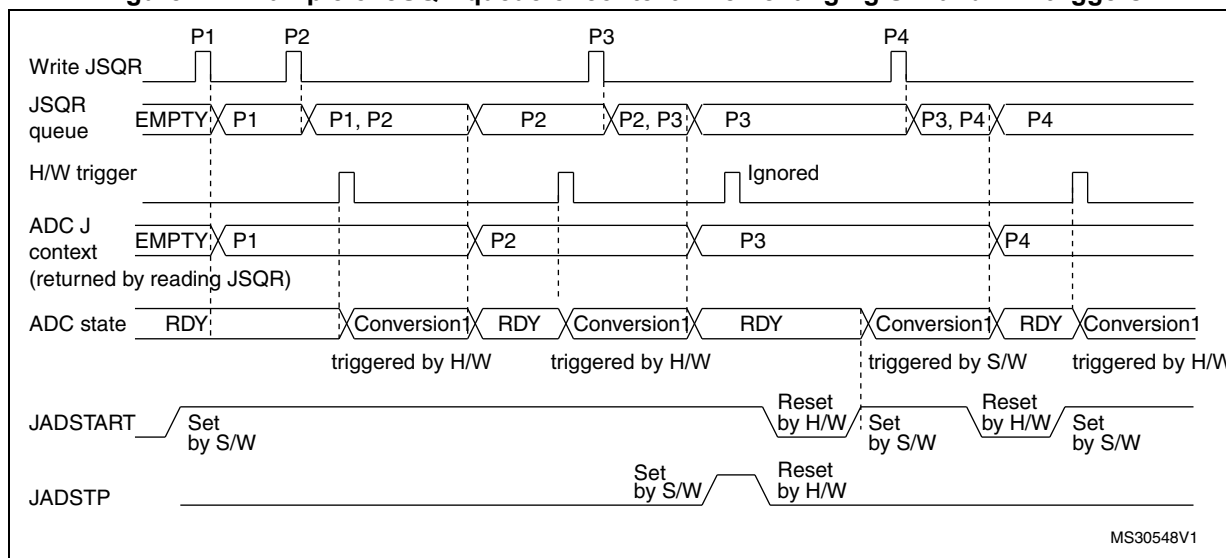 P1 P2 P3 P4
Write JSQR
JSQR
queue
EMPTY P1 P1, P2 P2 P2, P3 P3 P3, P4 P4
H/W trigger
Ignored
ADC J
context
(returned by reading JSQR)
EMPTY P1 P2 P3 P4
ADC state RDY Conversion1 RDY Conversion1 RDY Conversion1 RDY Conversion1
triggered by H/W triggered by H/W triggered by S/W triggered by H/W
JADSTART
Set
by S/W
Reset
by H/W
Set
by S/W
Reset
by H/W
Set
by S/W
JADSTP
Set
by S/W
Reset
by H/W
MS30548V1